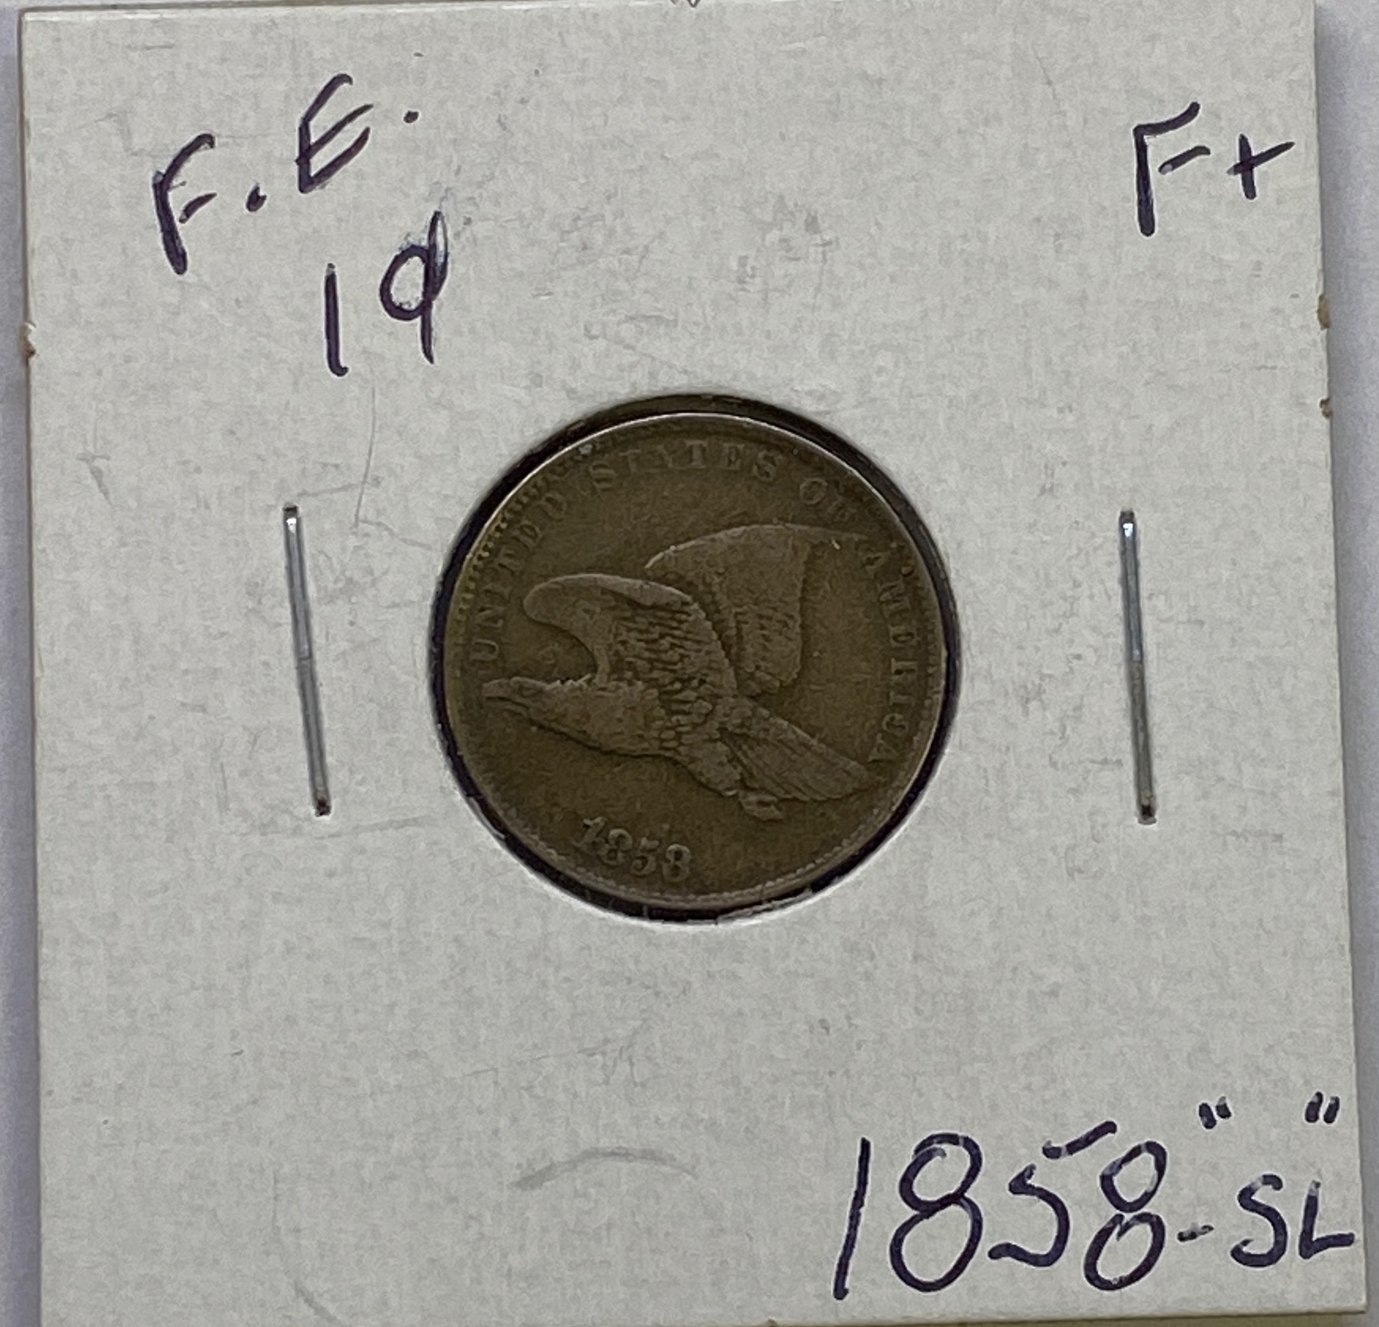 F.E.
1¢
F+
UNITED STATES OF AMERICA
1858
1858-"SL"